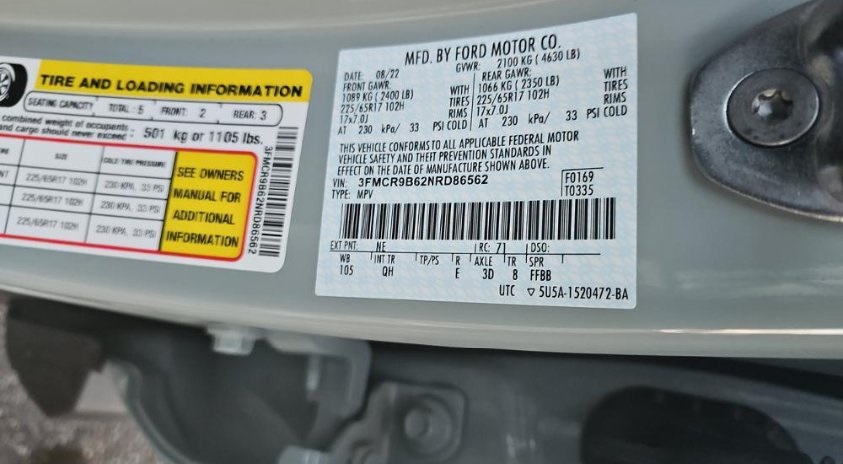 TIRE AND LOADING INFORMATION
SEATING CAPACITY TOTAL: 5 FRONT: 2 REAR: 3
combined weight of occupants
and cargo should never exceed: 501 kg or 1105 lbs.
SIZE COLD TIRE PRESSURE
225/65R17 102H 230 KPA, 33 PSI
225/65R17 102H 230 KPA, 33 PSI
225/65R17 102H 230 KPA, 33 PSI
SEE OWNERS
MANUAL FOR
ADDITIONAL
INFORMATION
3FMCR9B62NRD86562
MFD. BY FORD MOTOR CO.
DATE: 08/22 GVWR: 2100 KG ( 4630 LB)
FRONT GAWR: REAR GAWR:
1089 KG ( 2400 LB) WITH 1066 KG ( 2350 LB) WITH
225/65R17 102H TIRES 225/65R17 102H TIRES
17x7.0J RIMS 17x7.0J RIMS
AT 230 kPa/ 33 PSI COLD AT 230 kPa/ 33 PSI COLD
THIS VEHICLE CONFORMS TO ALL APPLICABLE FEDERAL MOTOR
VEHICLE SAFETY AND THEFT PREVENTION STANDARDS IN
EFFECT ON THE DATE OF MANUFACTURE SHOWN ABOVE.
VIN: 3FMCR9B62NRD86562 F0169
TYPE: MPV T0335
EXT PNT: NE RC: 71 DSO:
WB INT TR TP/PS R AXLE TR SPR
105 QH E 3D 8 FFBB
UTC ▽ 5U5A-1520472-BA